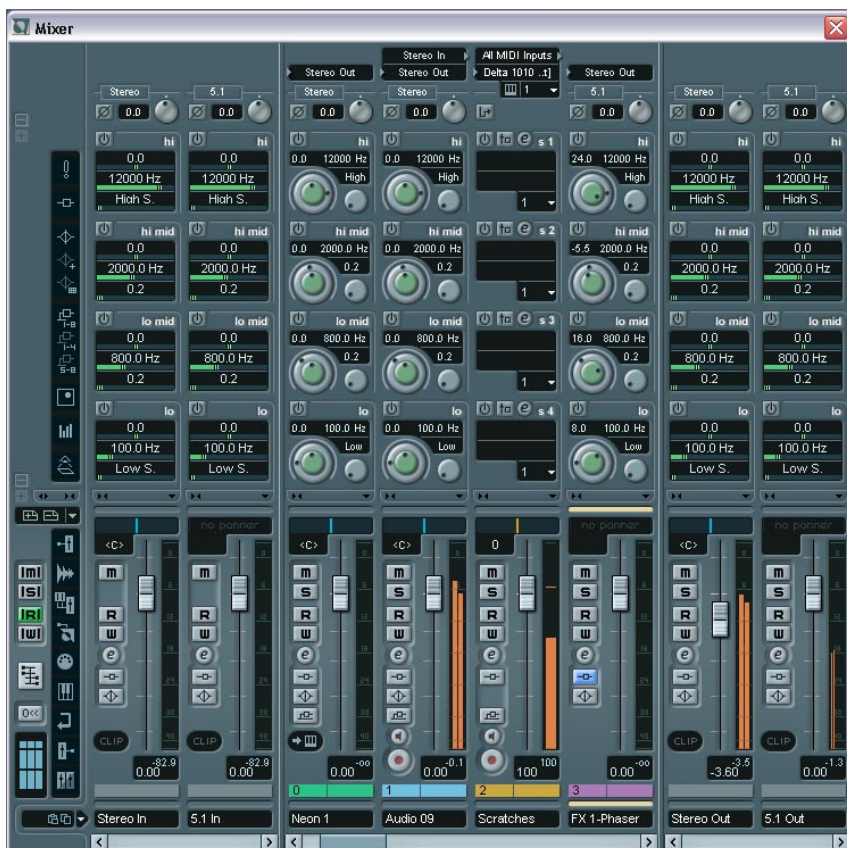 Mixer
Stereo In All MIDI Inputs
Stereo Out Stereo Out Delta 1010 ..t] Stereo Out
Stereo 5.1 Stereo Stereo 1 5.1 Stereo 5.1
0.0 0.0 0.0 0.0 0.0 0.0 0.0
hi hi hi hi s 1 hi hi hi
0.0 0.0 0.0 12000 Hz 0.0 12000 Hz 24.0 12000 Hz 0.0 0.0
12000 Hz 12000 Hz High High High 12000 Hz 12000 Hz
High S. High S. 1 High S. High S.
hi mid hi mid hi mid hi mid s 2 hi mid hi mid hi mid
0.0 0.0 0.0 2000.0 Hz 0.0 2000.0 Hz -5.5 2000.0 Hz 0.0 0.0
2000.0 Hz 2000.0 Hz 0.2 0.2 0.2 2000.0 Hz 2000.0 Hz
0.2 0.2 1 0.2 0.2
lo mid lo mid lo mid lo mid s 3 lo mid lo mid lo mid
0.0 0.0 0.0 800.0 Hz 0.0 800.0 Hz 16.0 800.0 Hz 0.0 0.0
800.0 Hz 800.0 Hz 0.2 0.2 0.2 800.0 Hz 800.0 Hz
0.2 0.2 1 0.2 0.2
lo lo lo lo s 4 lo lo lo
0.0 0.0 0.0 100.0 Hz 0.0 100.0 Hz 8.0 100.0 Hz 0.0 0.0
100.0 Hz 100.0 Hz Low Low Low 100.0 Hz 100.0 Hz
Low S. Low S. 1 Low S. Low S.
no panner no panner no panner
<C> <C> <C> 0 <C>
m m m m m m m m
S S S S S S
R R R R R R R R
W W W W W W W W
e e e e e e e e
CLIP CLIP CLIP CLIP
-82.9 -82.9 -oo -0.1 100 -oo -3.5 -1.3
0.00 0.00 0.00 0.00 100 0.00 -3.60 0.00
0 1 2 3
Stereo In 5.1 In Neon 1 Audio 09 Scratches FX 1-Phaser Stereo Out 5.1 Out